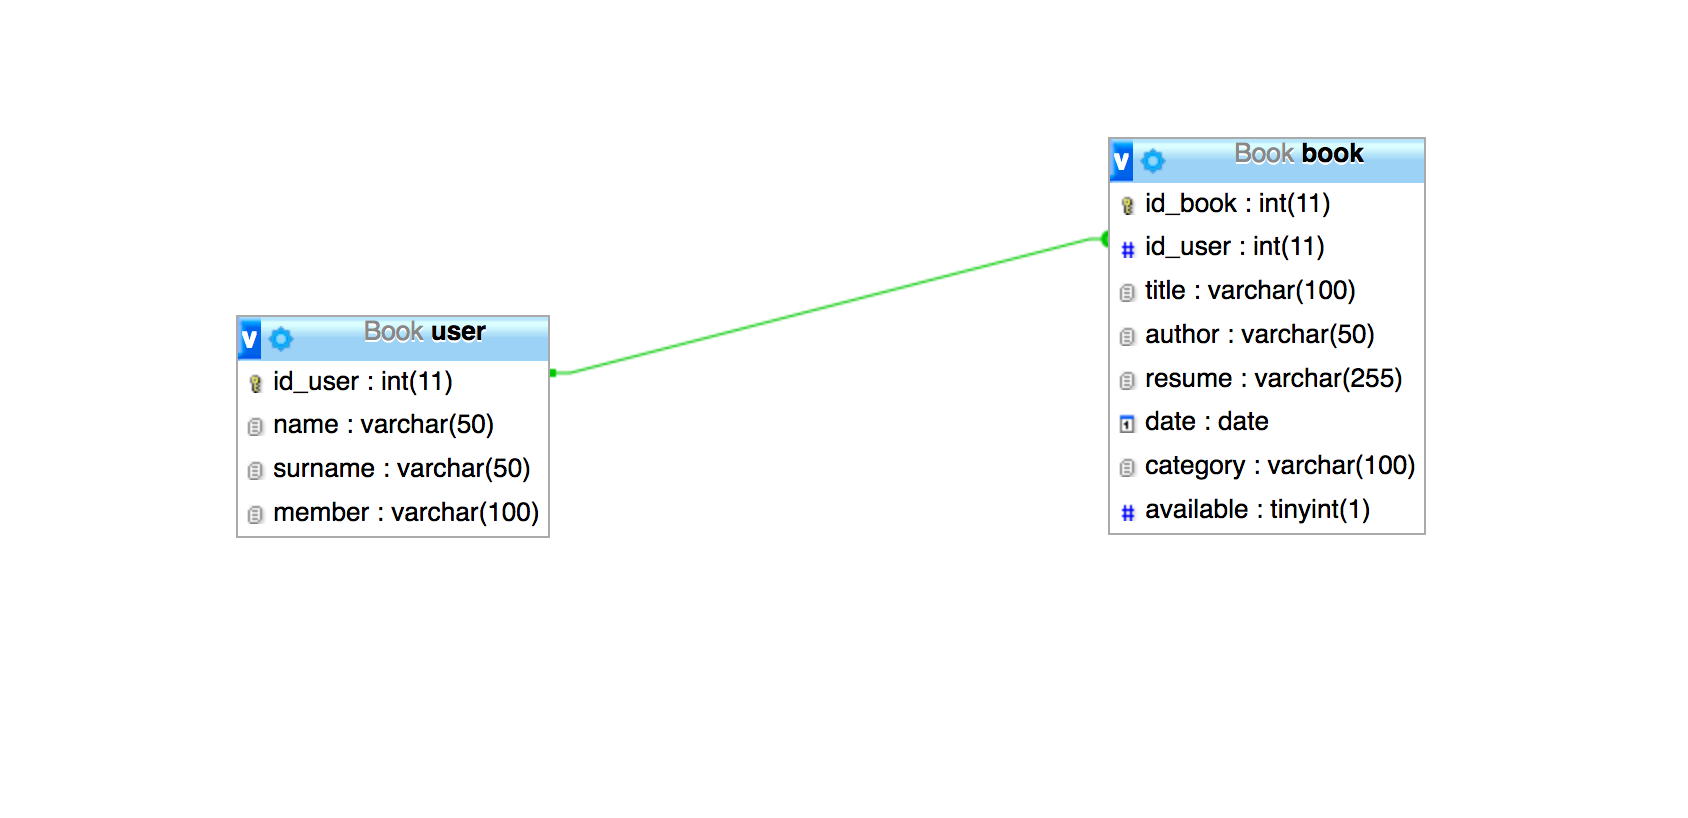 v Book user
id_user : int(11)
name : varchar(50)
surname : varchar(50)
member : varchar(100)
v Book book
id_book : int(11)
# id_user : int(11)
title : varchar(100)
author : varchar(50)
resume : varchar(255)
1 date : date
category : varchar(100)
# available : tinyint(1)